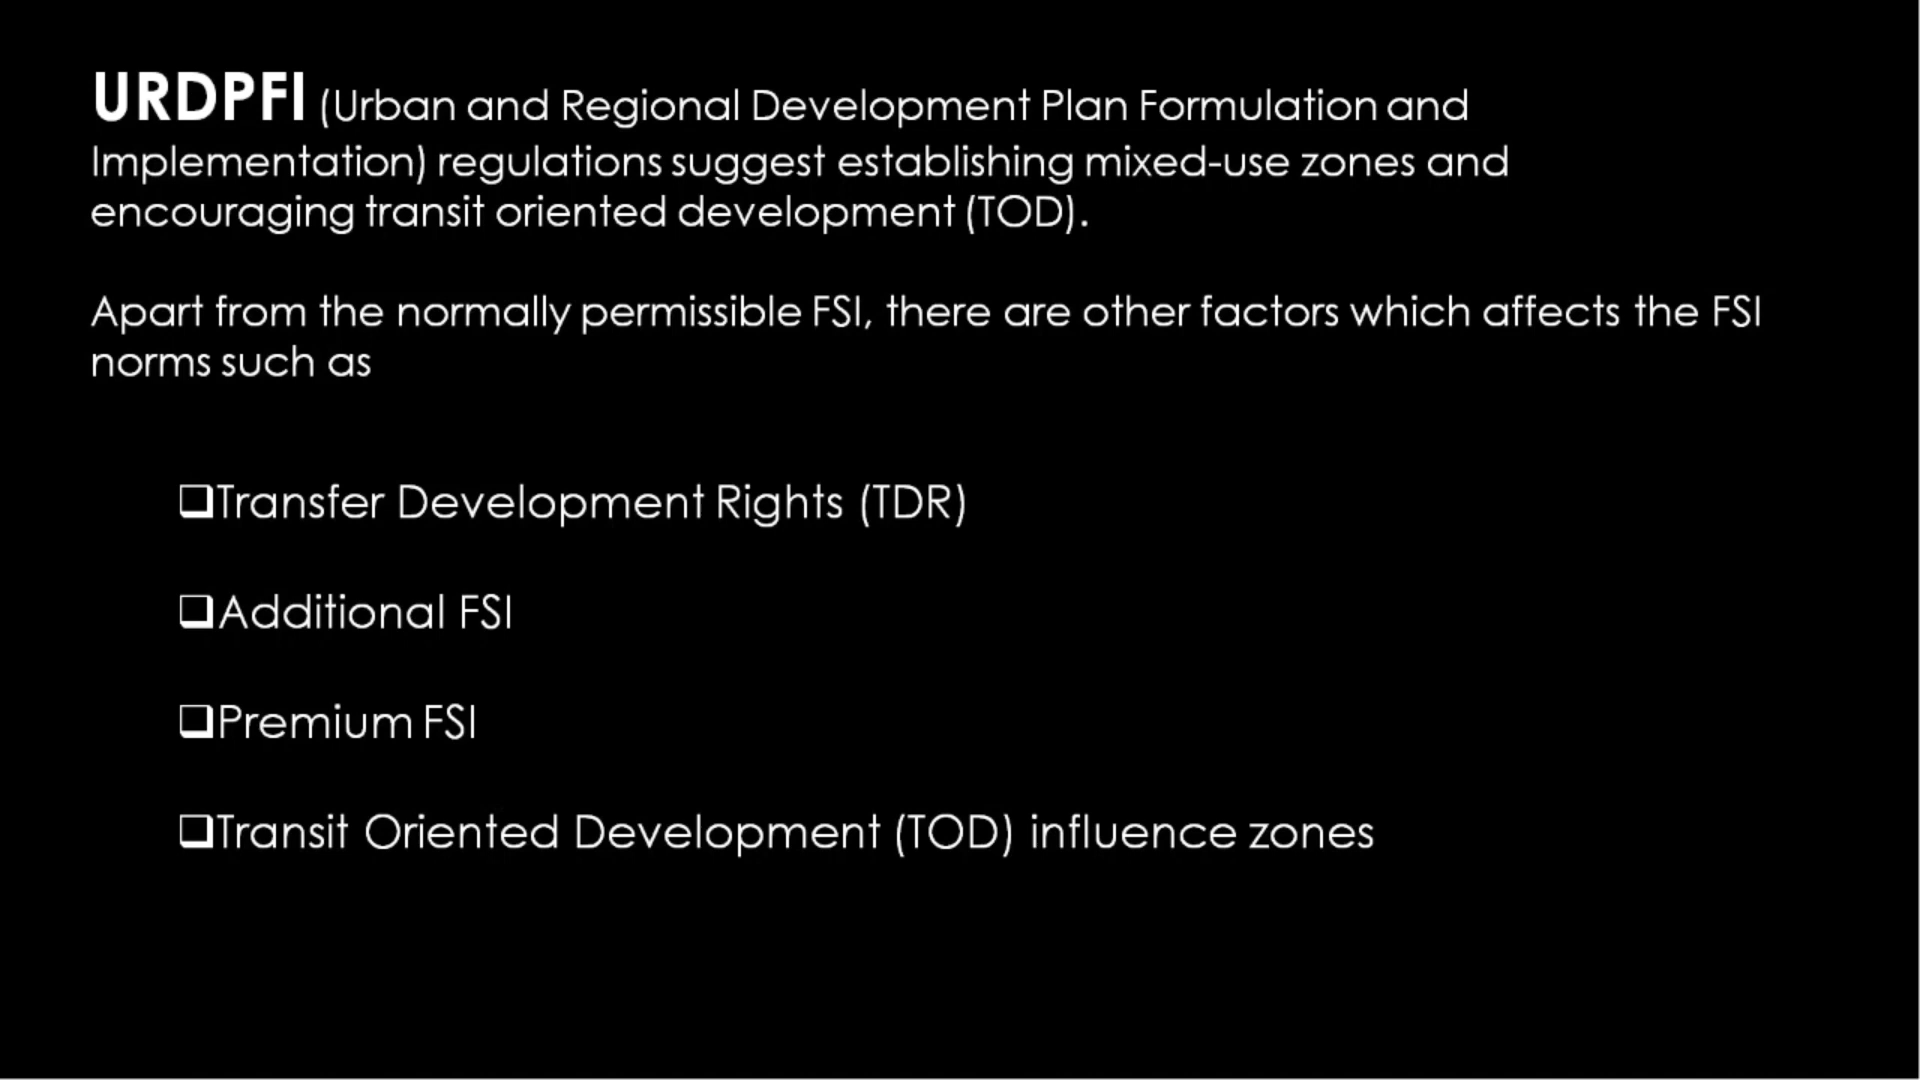 URDPFI (Urban and Regional Development Plan Formulation and
Implementation) regulations suggest establishing mixed-use zones and
encouraging transit oriented development (TOD).
Apart from the normally permissible FSI, there are other factors which affects the FSI
norms such as
❑Transfer Development Rights (TDR)
❑Additional FSI
❑Premium FSI
❑Transit Oriented Development (TOD) influence zones